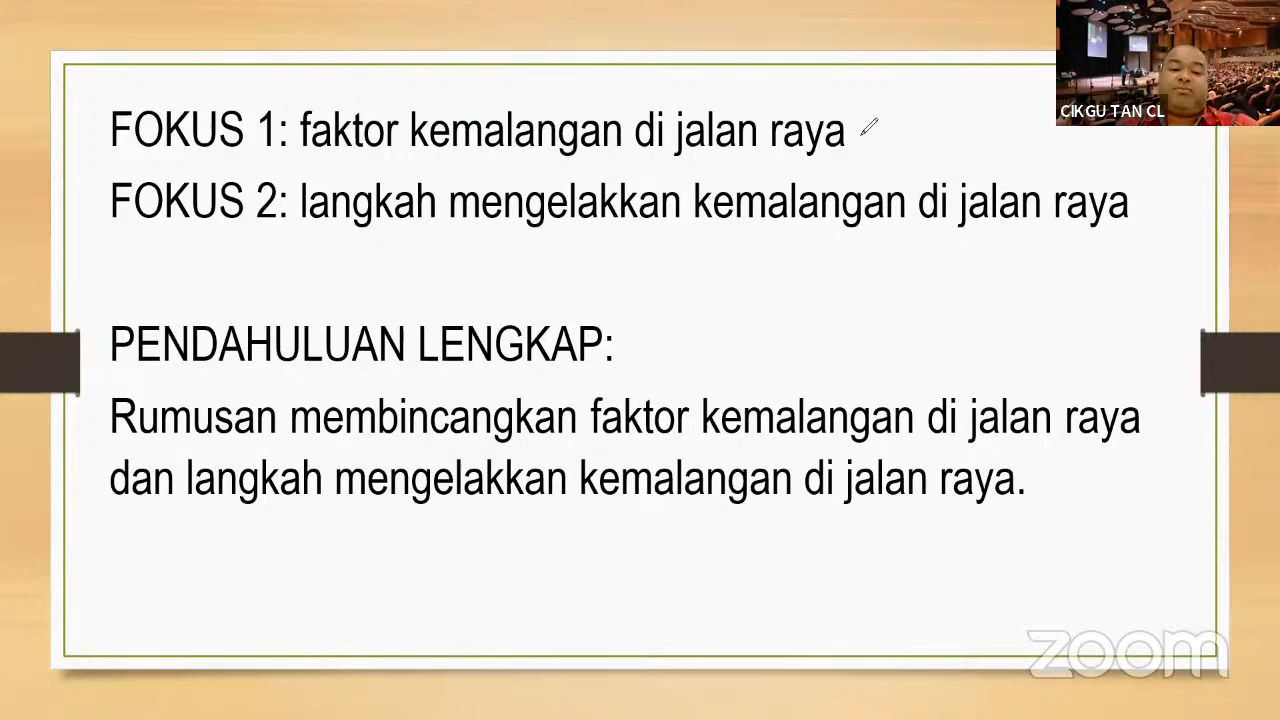 CIKGU TAN CL
FOKUS 1: faktor kemalangan di jalan raya
FOKUS 2: langkah mengelakkan kemalangan di jalan raya
PENDAHULUAN LENGKAP:
Rumusan membincangkan faktor kemalangan di jalan raya
dan langkah mengelakkan kemalangan di jalan raya.
zoom